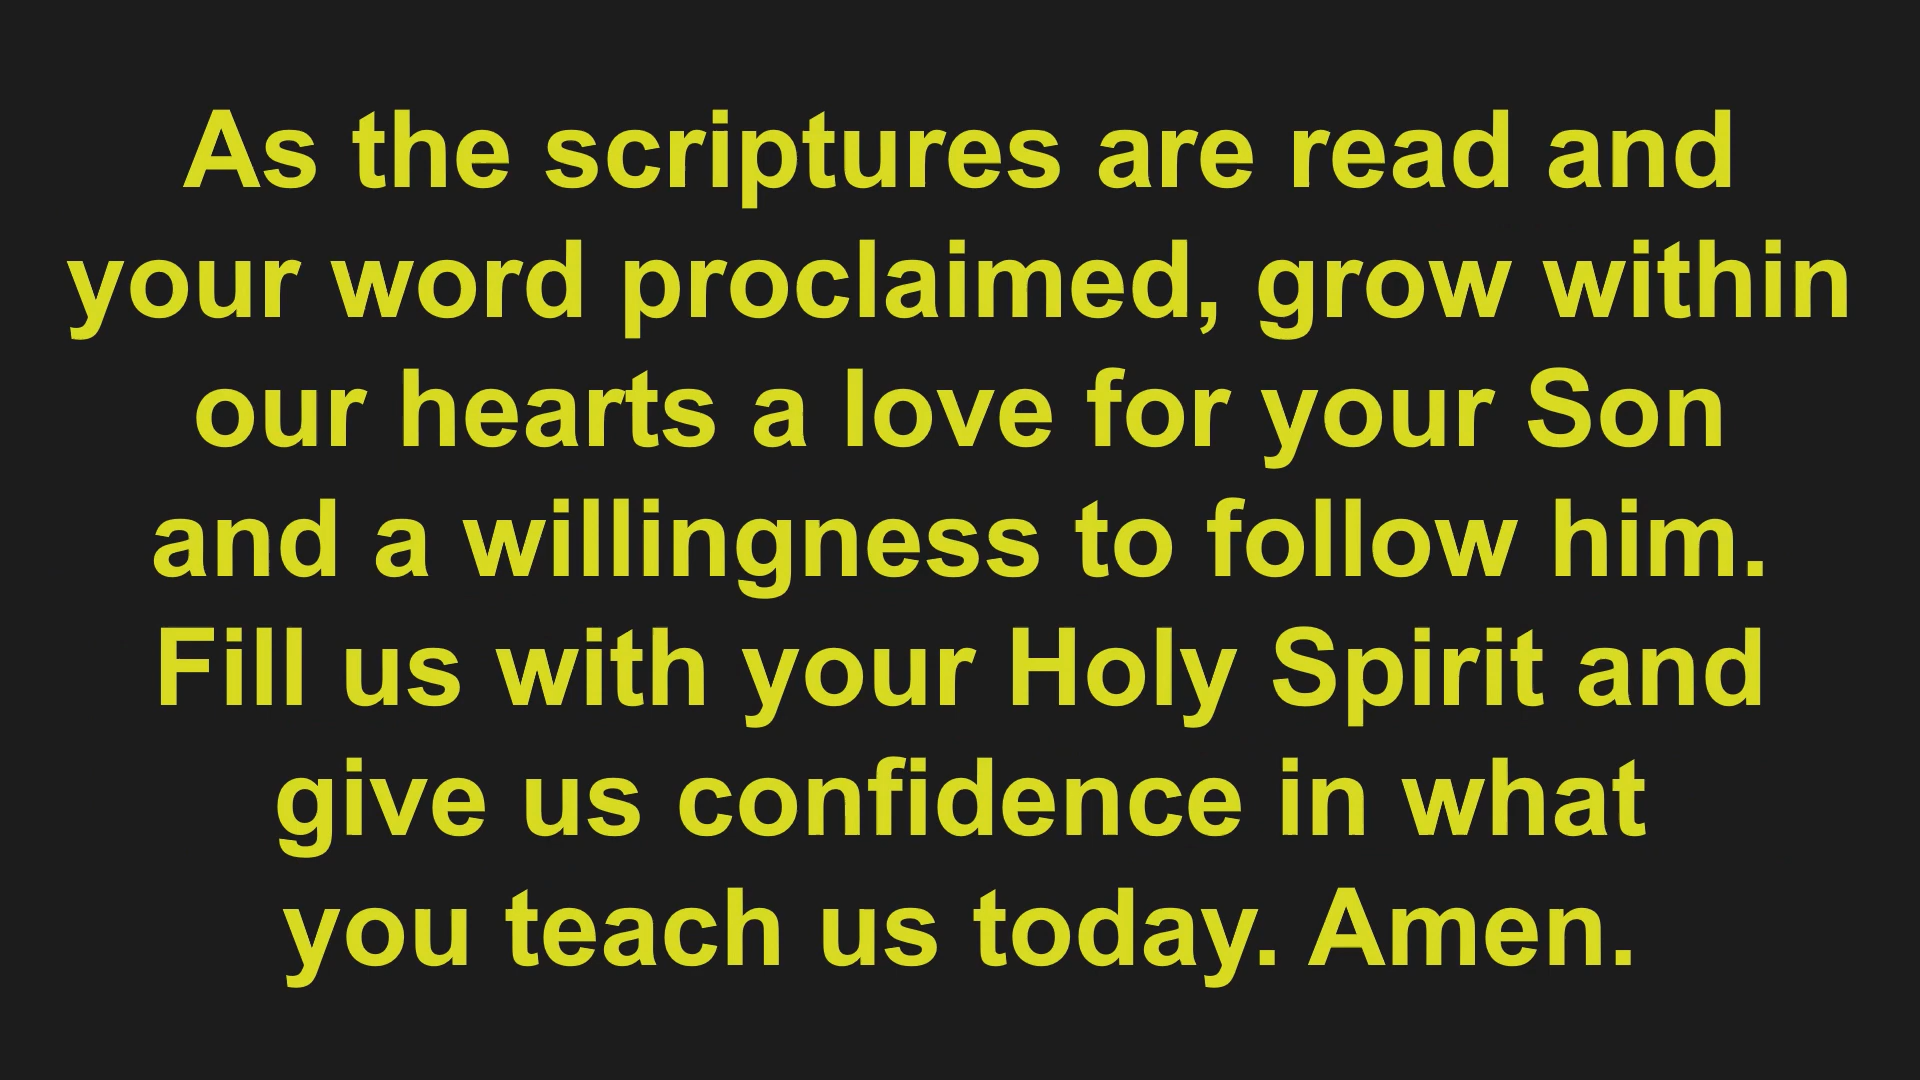 As the scriptures are read and
your word proclaimed, grow within
our hearts a love for your Son
and a willingness to follow him.
Fill us with your Holy Spirit and
give us confidence in what
you teach us today. Amen.